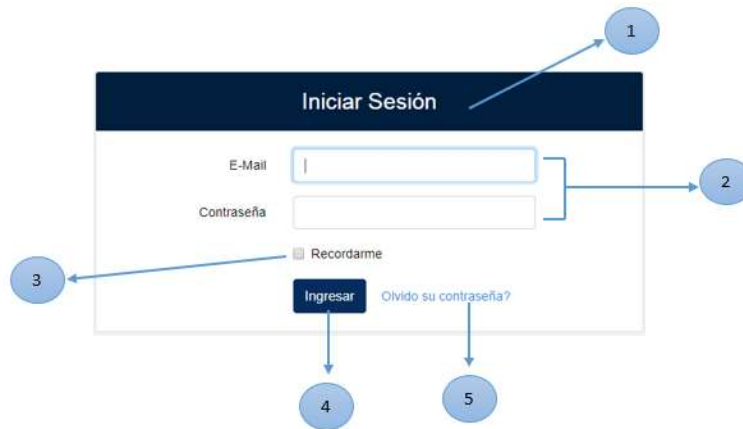 1
Iniciar Sesión
E-Mail
2
Contraseña
Recordarme
3
Ingresar Olvido su contraseña?
4
5